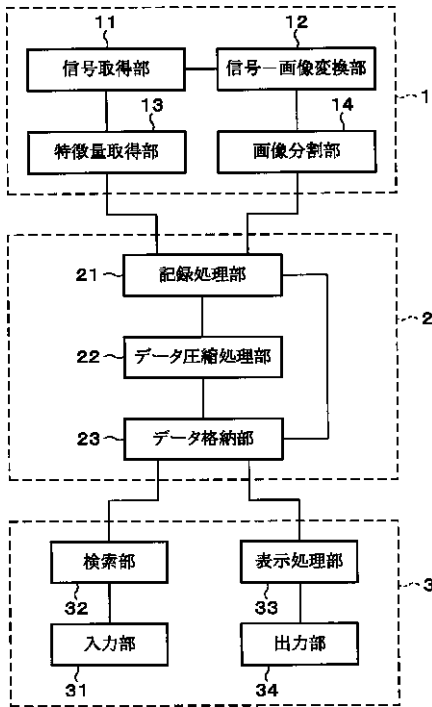 11
12
信号取得部
信号－画像変換部
1
13
14
特徴量取得部
画像分割部
21
記録処理部
2
22
データ圧縮処理部
23
データ格納部
検索部
表示処理部
3
32
33
入力部
出力部
31
34